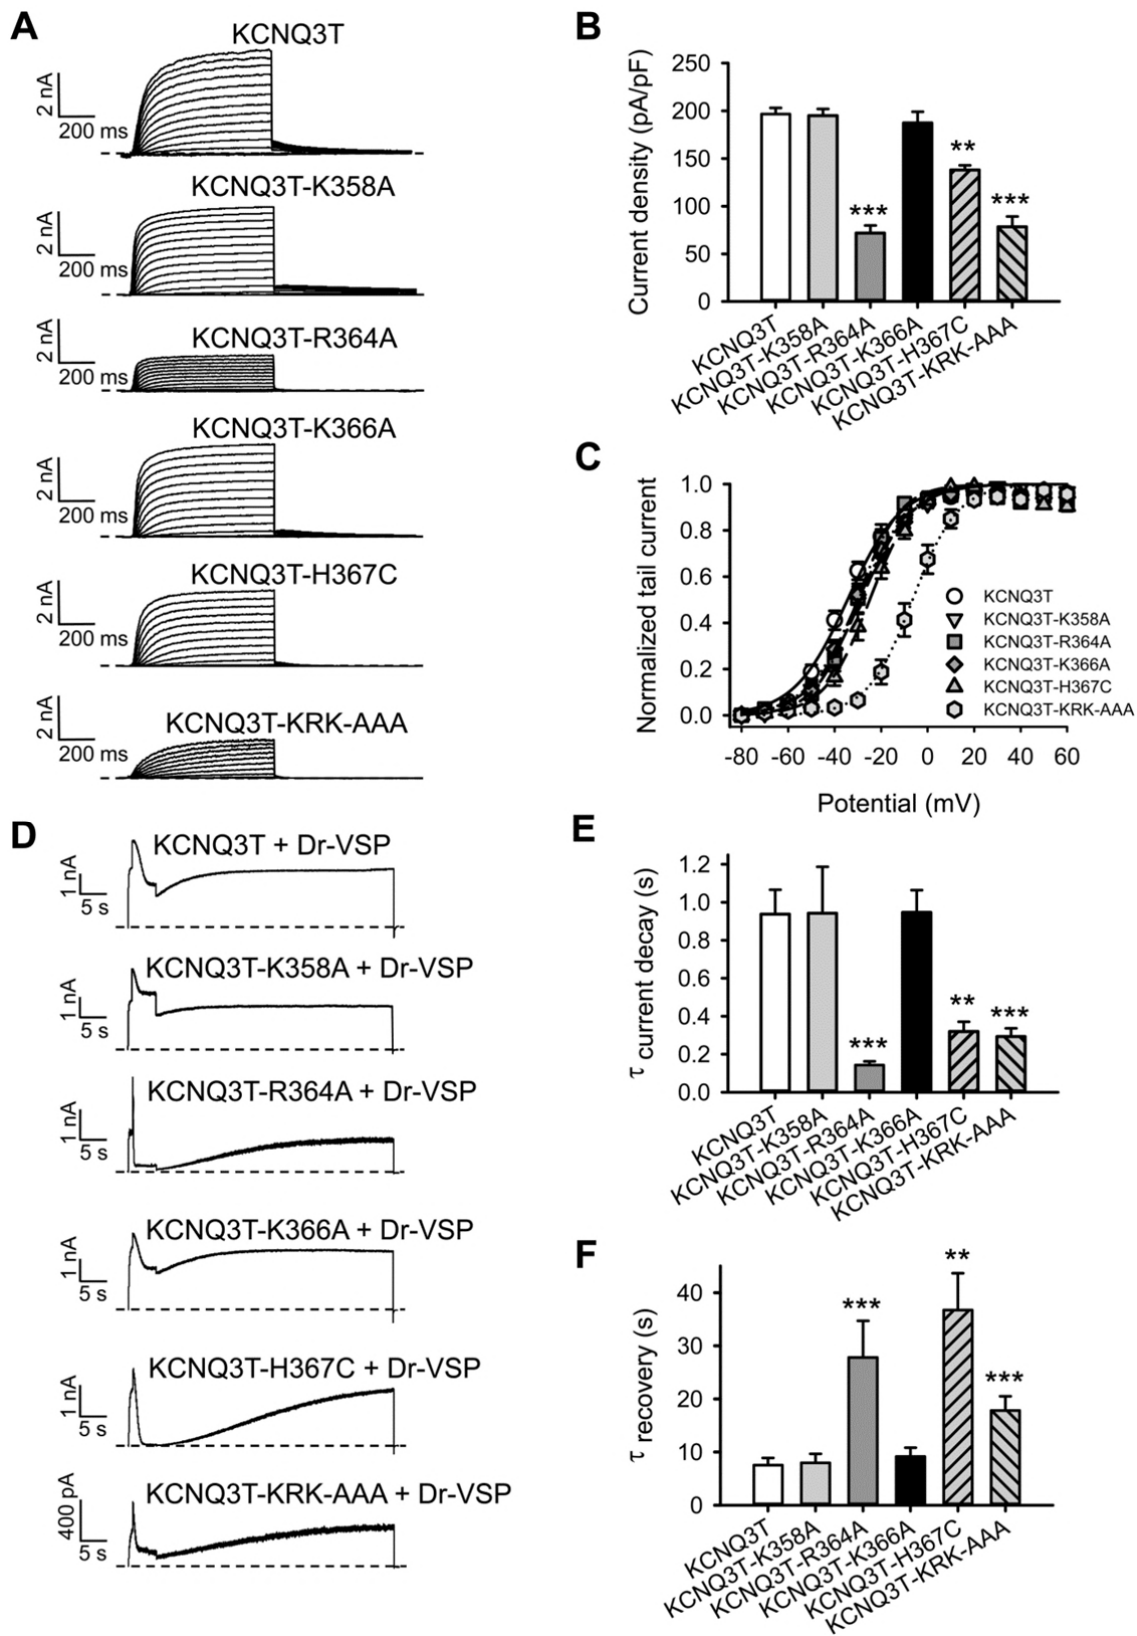 A
KCNQ3T
2 nA
200 ms
KCNQ3T-K358A
2 nA
200 ms
KCNQ3T-R364A
2 nA
200 ms
KCNQ3T-K366A
2 nA
200 ms
KCNQ3T-H367C
2 nA
200 ms
KCNQ3T-KRK-AAA
2 nA
200 ms
B
Current density (pA/pF)
250
200
150
100
50
0
***
**
***
KCNQ3T
KCNQ3T-K358A
KCNQ3T-R364A
KCNQ3T-K366A
KCNQ3T-H367C
KCNQ3T-KRK-AAA
C
Normalized tail current
1.0
0.8
0.6
0.4
0.2
0.0
KCNQ3T
KCNQ3T-K358A
KCNQ3T-R364A
KCNQ3T-K366A
KCNQ3T-H367C
KCNQ3T-KRK-AAA
-80 -60 -40 -20 0 20 40 60
Potential (mV)
D
KCNQ3T + Dr-VSP
1 nA
5 s
KCNQ3T-K358A + Dr-VSP
1 nA
5 s
KCNQ3T-R364A + Dr-VSP
1 nA
5 s
KCNQ3T-K366A + Dr-VSP
1 nA
5 s
KCNQ3T-H367C + Dr-VSP
1 nA
5 s
KCNQ3T-KRK-AAA + Dr-VSP
400 pA
5 s
E
τ current decay (s)
1.2
1.0
0.8
0.6
0.4
0.2
0.0
***
**
***
KCNQ3T
KCNQ3T-K358A
KCNQ3T-R364A
KCNQ3T-K366A
KCNQ3T-H367C
KCNQ3T-KRK-AAA
F
τ recovery (s)
40
30
20
10
0
***
**
***
KCNQ3T
KCNQ3T-K358A
KCNQ3T-R364A
KCNQ3T-K366A
KCNQ3T-H367C
KCNQ3T-KRK-AAA